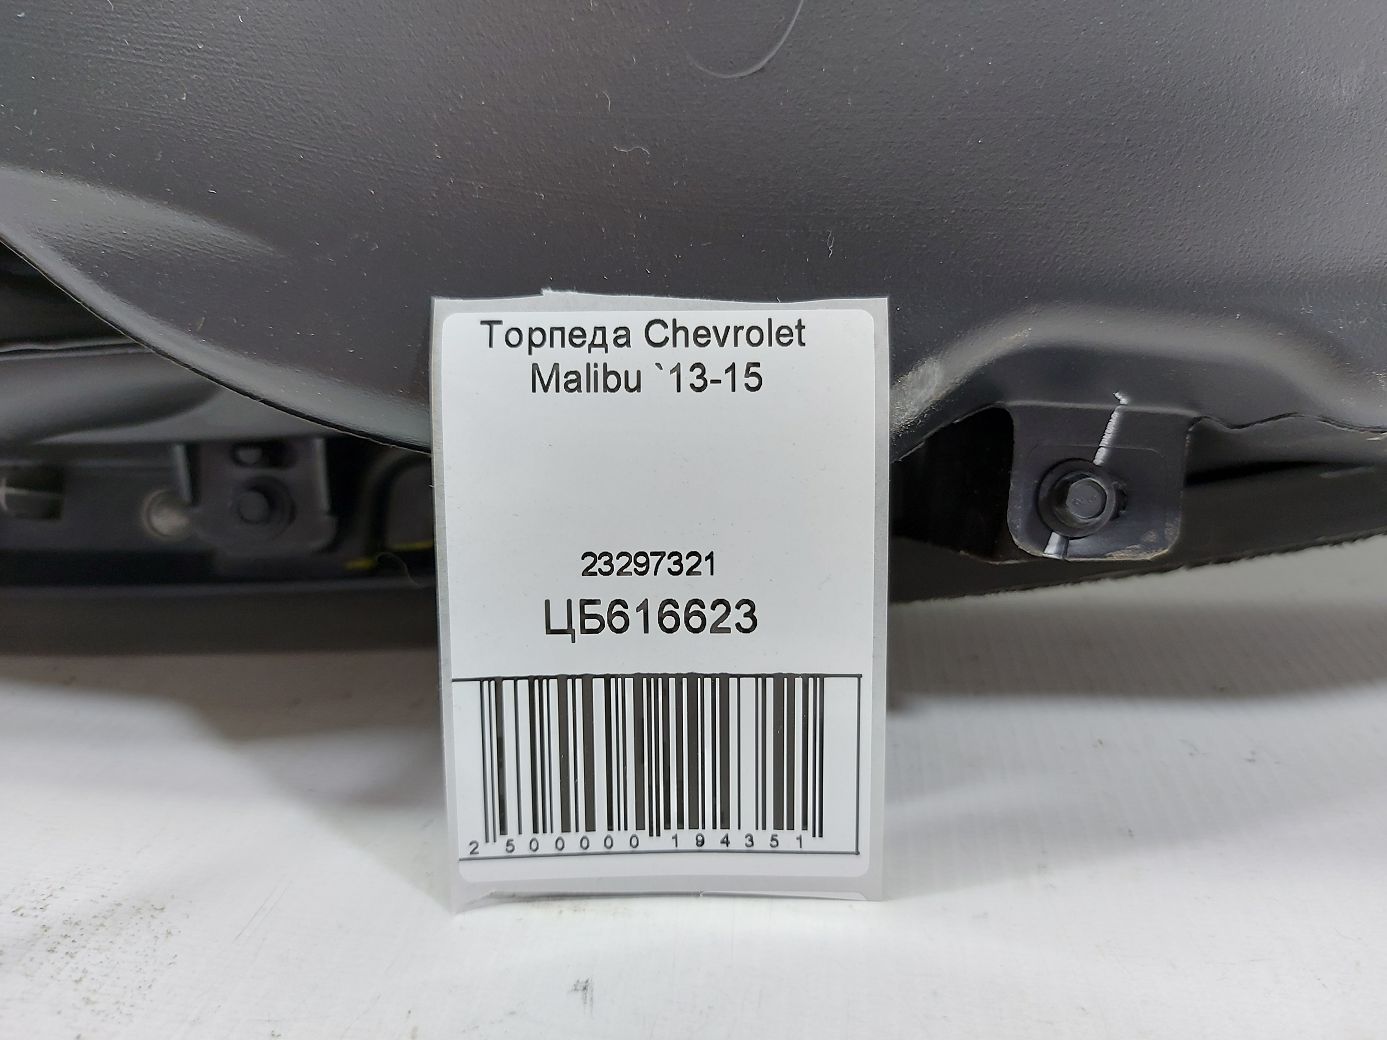 Торпеда Chevrolet
Malibu `13-15
23297321
ЦБ616623
2 500000 194351